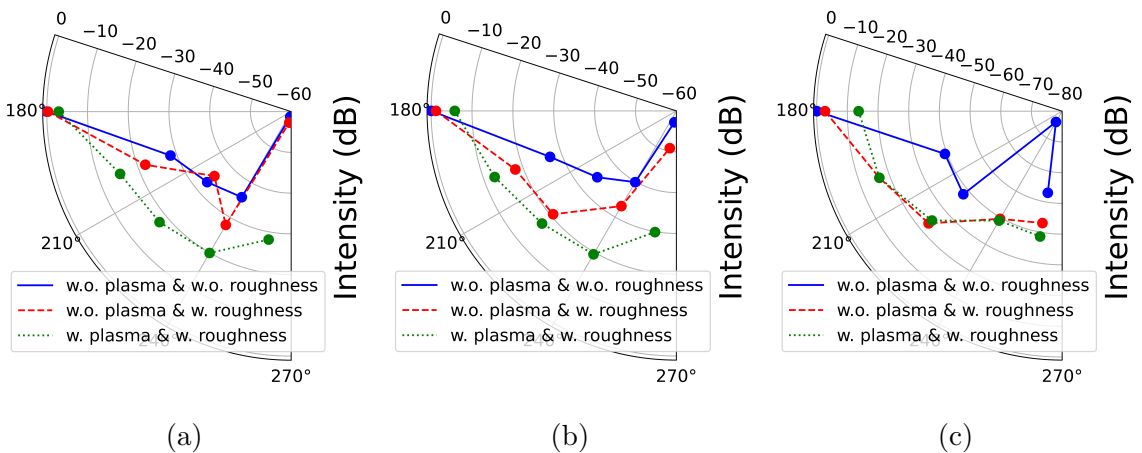 0
−10
−20
−30
−40
−50
−60
180°
210°
240°
270°
Intensity (dB)
w.o. plasma & w.o. roughness
w.o. plasma & w. roughness
w. plasma & w. roughness
(a)
0
−10
−20
−30
−40
−50
−60
180°
210°
240°
270°
Intensity (dB)
w.o. plasma & w.o. roughness
w.o. plasma & w. roughness
w. plasma & w. roughness
(b)
0
−10
−20
−30
−40
−50
−60
−70
−80
180°
210°
240°
270°
Intensity (dB)
w.o. plasma & w.o. roughness
w.o. plasma & w. roughness
w. plasma & w. roughness
(c)